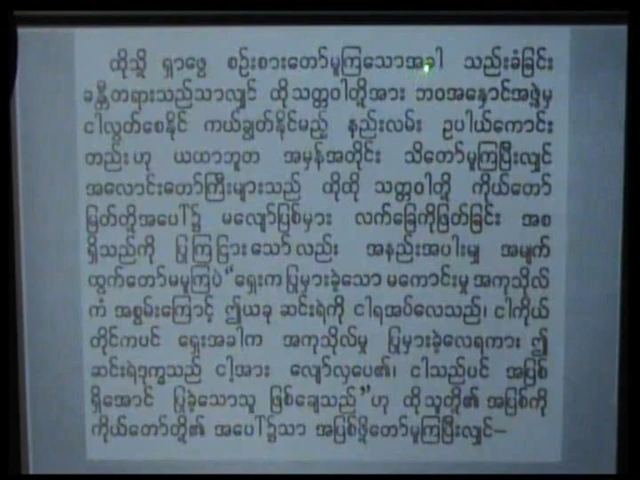 ထိုသို့ ရှာဖွေ စဉ်းစားတော်မူကြသောအခါ သည်းခံခြင်း
ခန္တီတရားသည်သာလျှင် ထိုသတ္တဝါတို့အား ဘဝအနှောင်အဖွဲ့မှ
ငါလွှတ်စေနိုင် ကယ်ချွတ်နိုင်မည့် နည်းလမ်း ဥပါယ်ကောင်း
တည်းဟု ယထာဘူတ အမှန်အတိုင်း သိတော်မူကြပြီးလျှင်
အလောင်းတော်ကြီးများသည် ထိုထို သတ္တဝါတို့ ကိုယ်တော်
မြတ်တို့အပေါ်၌ မလျော်ပြစ်မှား လက်ခြေကိုဖြတ်ခြင်း အစ
ရှိသည်ကို ပြုကြငြားသော်လည်း အနည်းအပါးမျှ အမျက်
ထွက်တော်မမူကြပဲ “ရှေးကပြုမှားခဲ့သော မကောင်းမှု အကုသိုလ်
ကံ အစွမ်းကြောင့် ဤယခု ဆင်းရဲကို ငါရအပ်လေသည်၊ ငါကိုယ်
တိုင်ကပင် ရှေးအခါက အကုသိုလ်မှု ပြုမှားခဲ့လေရကား ဤ
ဆင်းရဲဒုက္ခသည် ငါ့အား လျော်လှပေ၏၊ ငါသည်ပင် အပြစ်
ရှိအောင် ပြုခဲ့သောသူ ဖြစ်ချေသည်”ဟု ထိုသူတို့၏ အပြစ်ကို
ကိုယ်တော်တို့၏ အပေါ်၌သာ အပြစ်ဖို့တော်မူကြပြီးလျှင်–